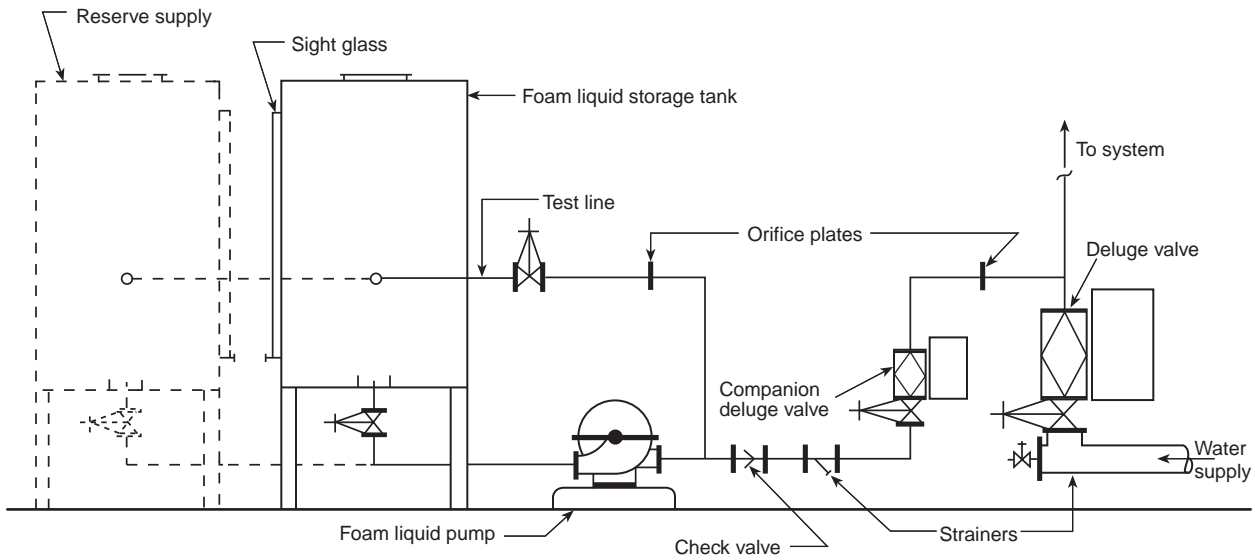 Reserve supply
Sight glass
Foam liquid storage tank
To system
Test line
Orifice plates
Deluge valve
Companion
deluge valve
Water
supply
Foam liquid pump
Check valve
Strainers